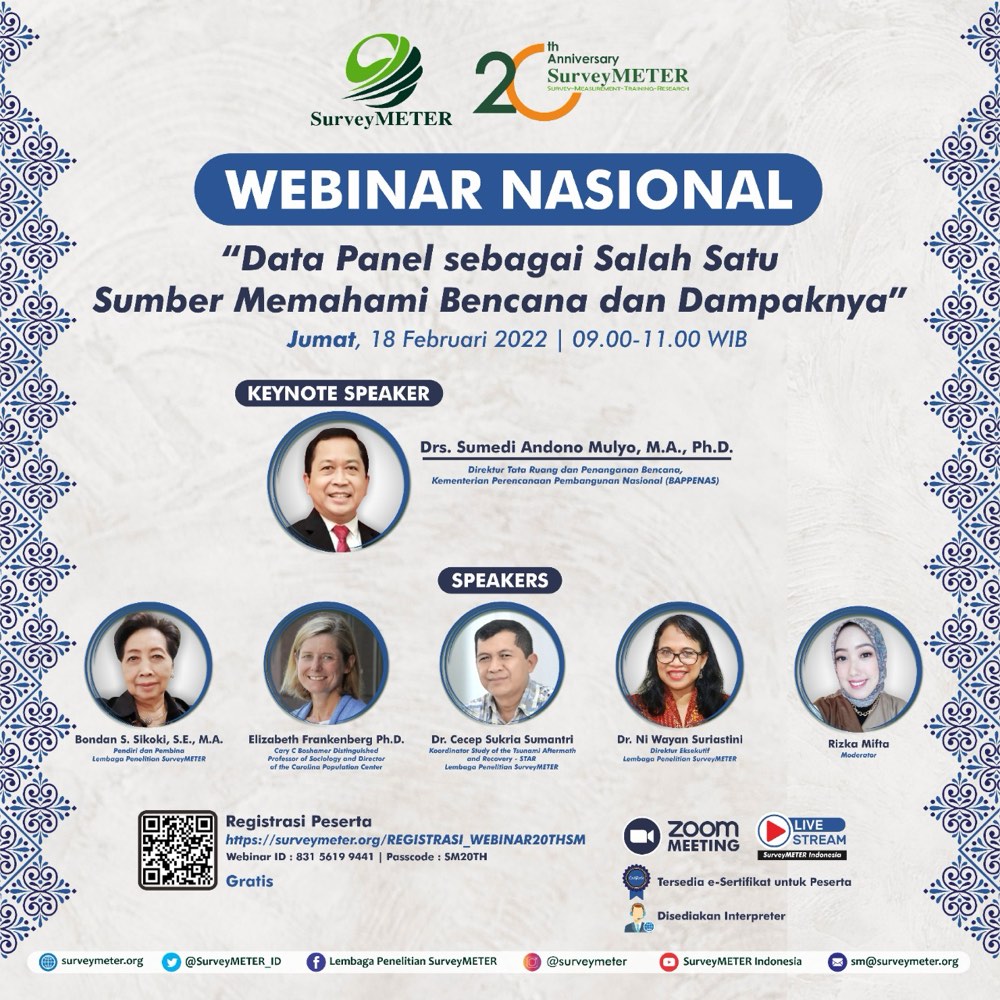 SurveyMETER
20th Anniversary
SurveyMETER
SURVEY-MEASUREMENT-TRAINING-RESEARCH
WEBINAR NASIONAL
“Data Panel sebagai Salah Satu
Sumber Memahami Bencana dan Dampaknya”
Jumat, 18 Februari 2022 | 09.00-11.00 WIB
KEYNOTE SPEAKER
Drs. Sumedi Andono Mulyo, M.A., Ph.D.
Direktur Tata Ruang dan Penanganan Bencana,
Kementerian Perencanaan Pembangunan Nasional (BAPPENAS)
SPEAKERS
Bondan S. Sikoki, S.E., M.A.
Pendiri dan Pembina
Lembaga Penelitian SurveyMETER
Elizabeth Frankenberg Ph.D.
Cary C Boshamer Distinguished
Professor of Sociology and Director
of the Carolina Population Center
Dr. Cecep Sukria Sumantri
Koordinator Study of the Tsunami Aftermath
and Recovery - STAR
Lembaga Penelitian SurveyMETER
Dr. Ni Wayan Suriastini
Direktur Eksekutif
Lembaga Penelitian SurveyMETER
Rizka Mifta
Moderator
Registrasi Peserta
https://surveymeter.org/REGISTRASI_WEBINAR20THSM
Webinar ID : 831 5619 9441 | Passcode : SM20TH
Gratis
zoom
MEETING
LIVE
STREAM
SurveyMETER Indonesia
Tersedia e-Sertifikat untuk Peserta
Disediakan Interpreter
surveymeter.org
@SurveyMETER_ID
Lembaga Penelitian SurveyMETER
@surveymeter
SurveyMETER Indonesia
sm@surveymeter.org